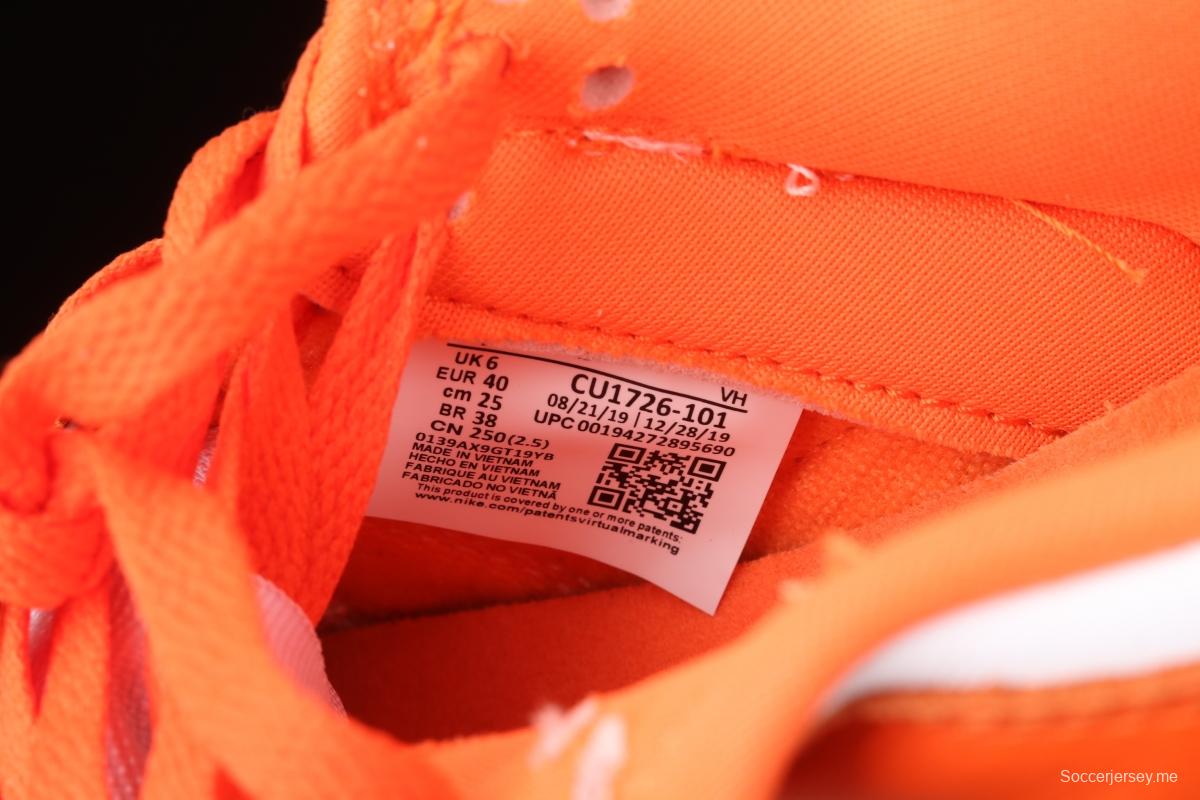 UK 6
EUR 40
cm 25
BR 38
CN 250(2.5)
VH
CU1726-101
08/21/19 | 12/28/19
UPC 00194272895690
0139AX9GT19YB
MADE IN VIETNAM
HECHO EN VIETNAM
FABRIQUE AU VIETNAM
FABRICADO NO VIETNÃ
This product is covered by one or more patents:
www.nike.com/patentsvirtualmarking
Soccerjersey.me